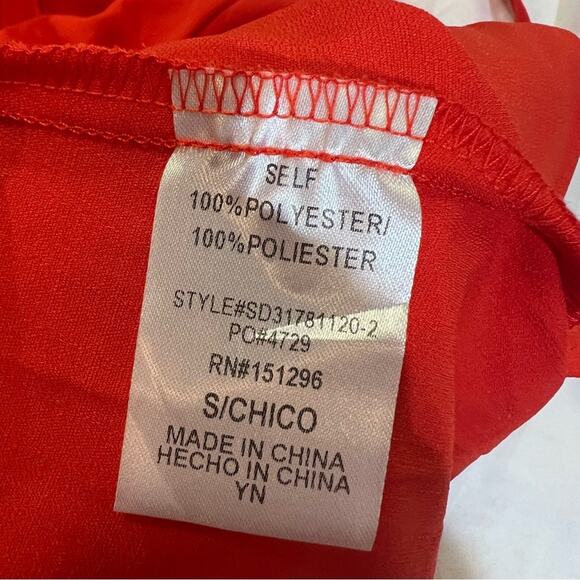 SELF
100%POLYESTER/
100%POLIESTER
STYLE#SD31781120-2
PO#4729
RN#151296
S/CHICO
MADE IN CHINA
HECHO IN CHINA
YN